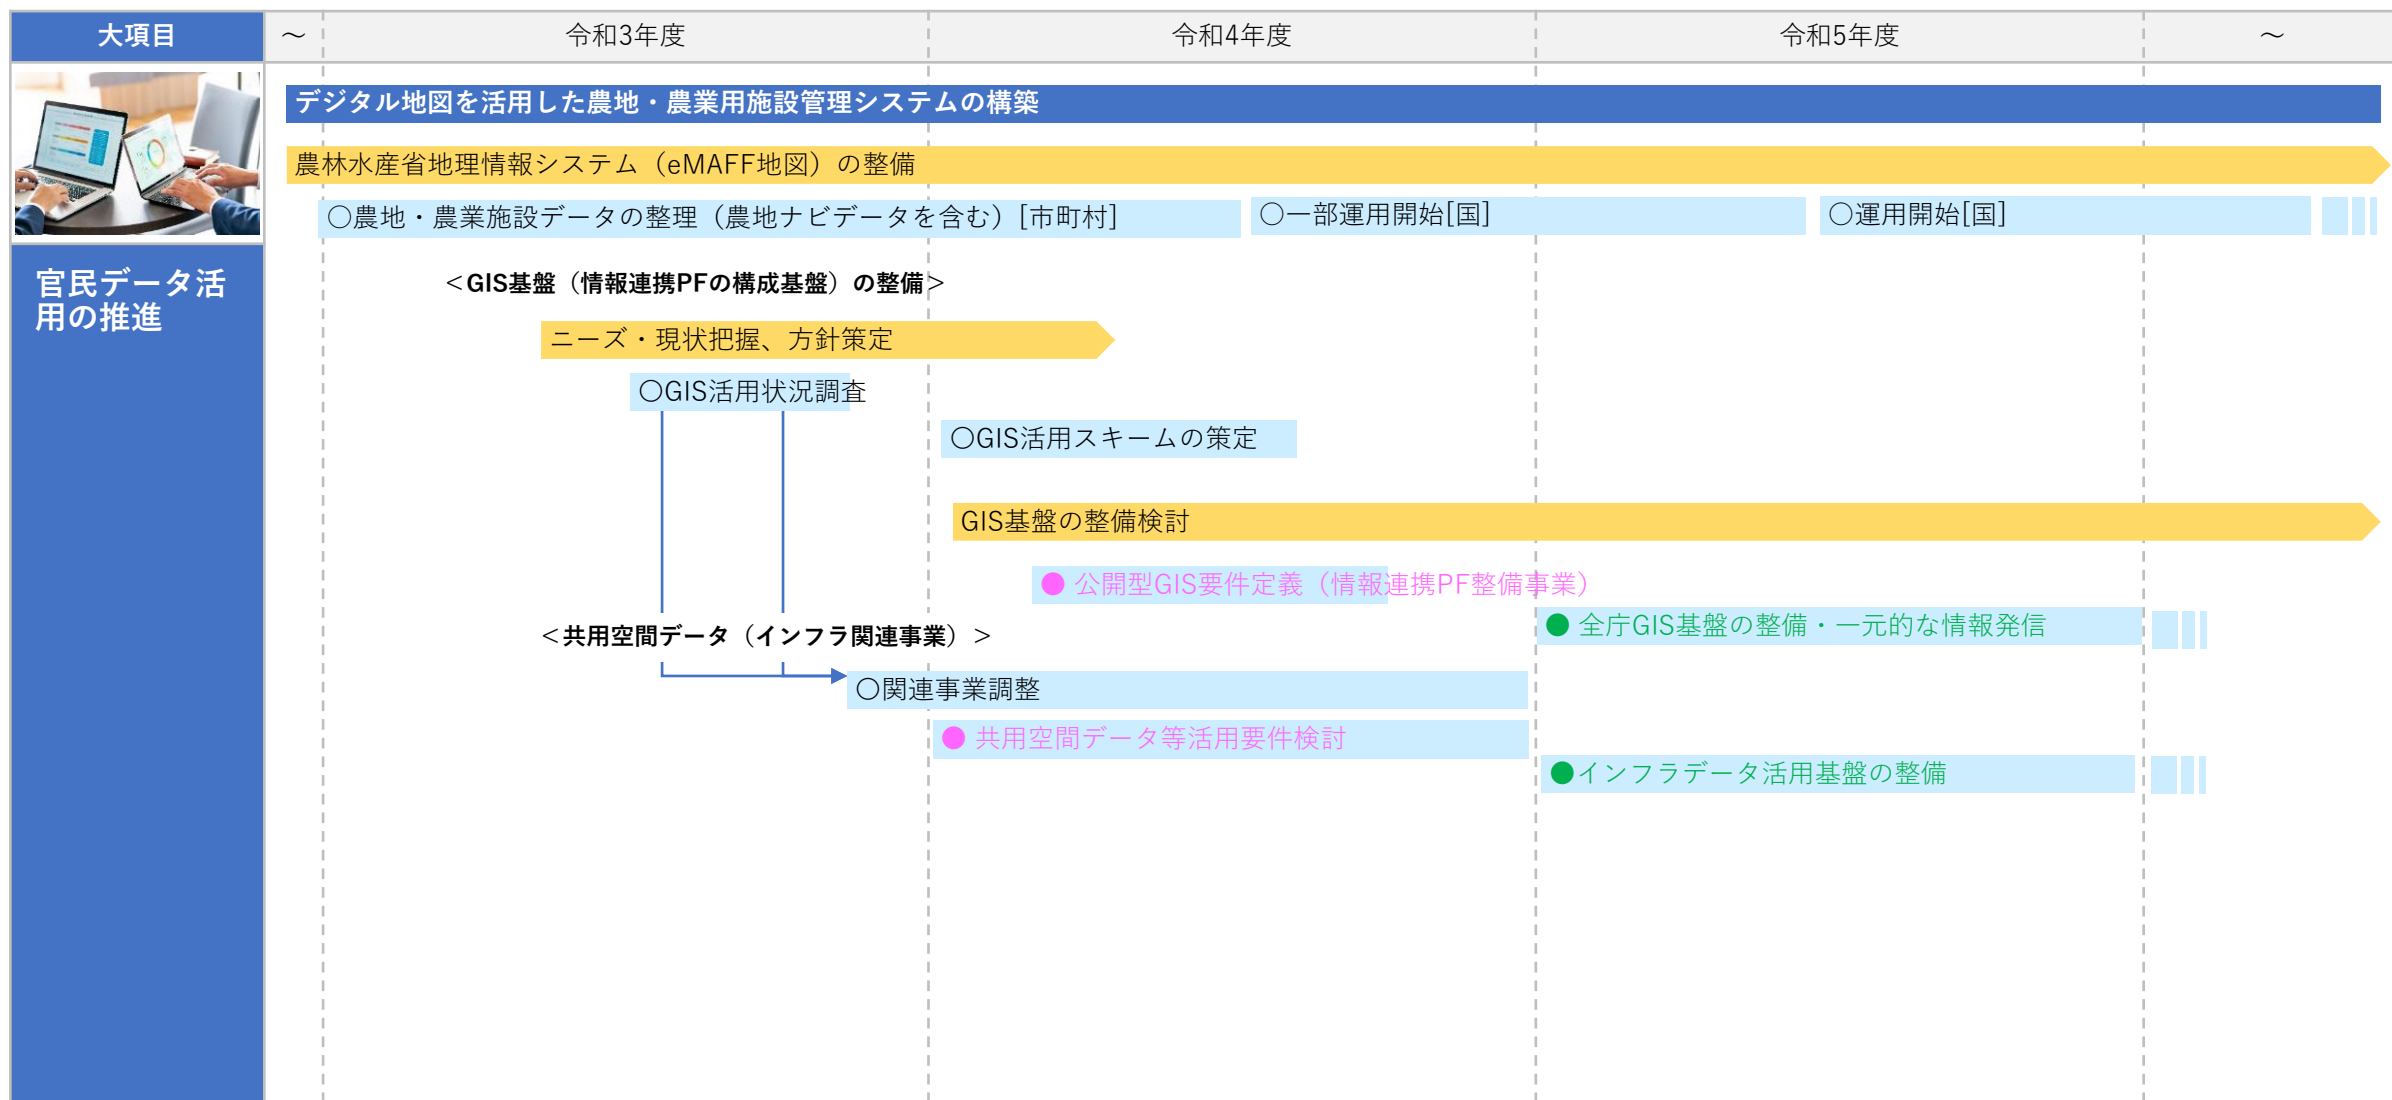 大項目
～
令和3年度
令和4年度
令和5年度
～
デジタル地図を活用した農地・農業用施設管理システムの構築
農林水産省地理情報システム（eMAFF地図）の整備
○農地・農業施設データの整理（農地ナビデータを含む）[市町村]
○一部運用開始[国]
○運用開始[国]
官民データ活
用の推進
＜GIS基盤（情報連携PFの構成基盤）の整備＞
ニーズ・現状把握、方針策定
○GIS活用状況調査
○GIS活用スキームの策定
GIS基盤の整備検討
● 公開型GIS要件定義（情報連携PF整備事業）
● 全庁GIS基盤の整備・一元的な情報発信
＜共用空間データ（インフラ関連事業）＞
○関連事業調整
● 共用空間データ等活用要件検討
●インフラデータ活用基盤の整備